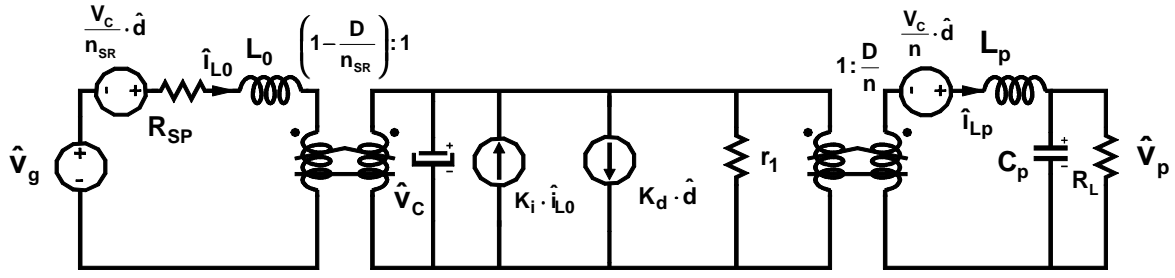 V_C/n_SR · d̂
R_SP
î_L0
L_0
(1 − D/n_SR) : 1
v̂_g
+
-
-
+
v̂_C
+
−
K_i · î_L0
K_d · d̂
r_1
1 : D/n
V_C/n · d̂
-
+
î_Lp
L_p
C_p
+
−
R_L
v̂_p